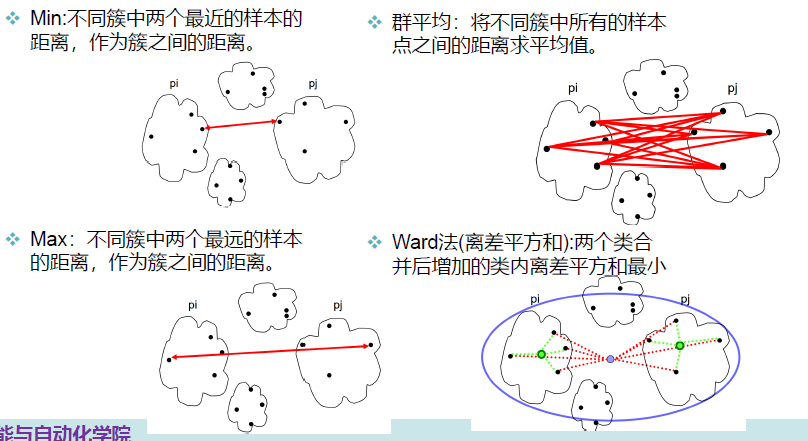 Min:不同簇中两个最近的样本的
距离，作为簇之间的距离。
pi
pj
群平均：将不同簇中所有的样本
点之间的距离求平均值。
pi
pj
Max：不同簇中两个最远的样本
的距离，作为簇之间的距离。
pi
pj
Ward法(离差平方和):两个类合
并后增加的类内离差平方和最小
pi
pj
能与自动化学院